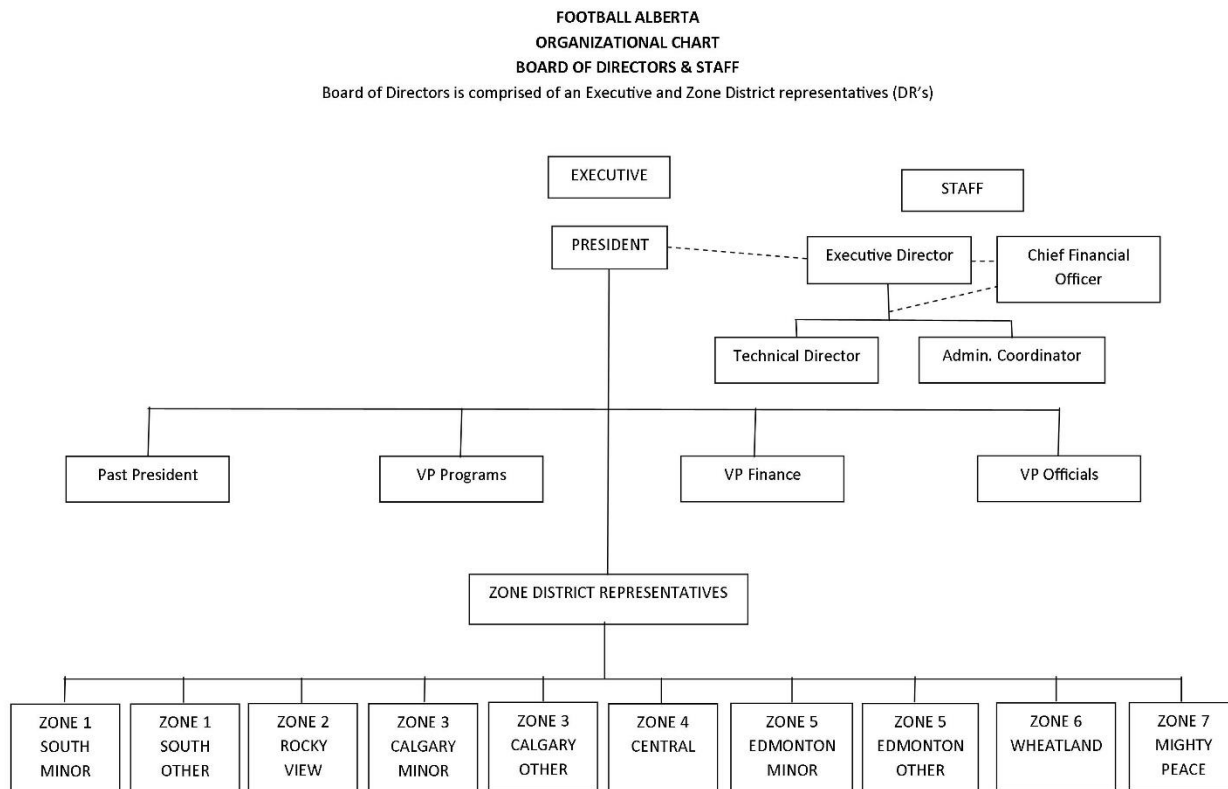 FOOTBALL ALBERTA
ORGANIZATIONAL CHART
BOARD OF DIRECTORS & STAFF
Board of Directors is comprised of an Executive and Zone District representatives (DR's)
EXECUTIVE
STAFF
PRESIDENT
Executive Director
Chief Financial
Officer
Technical Director
Admin. Coordinator
Past President
VP Programs
VP Finance
VP Officials
ZONE DISTRICT REPRESENTATIVES
ZONE 1
SOUTH
MINOR
ZONE 1
SOUTH
OTHER
ZONE 2
ROCKY
VIEW
ZONE 3
CALGARY
MINOR
ZONE 3
CALGARY
OTHER
ZONE 4
CENTRAL
ZONE 5
EDMONTON
MINOR
ZONE 5
EDMONTON
OTHER
ZONE 6
WHEATLAND
ZONE 7
MIGHTY
PEACE